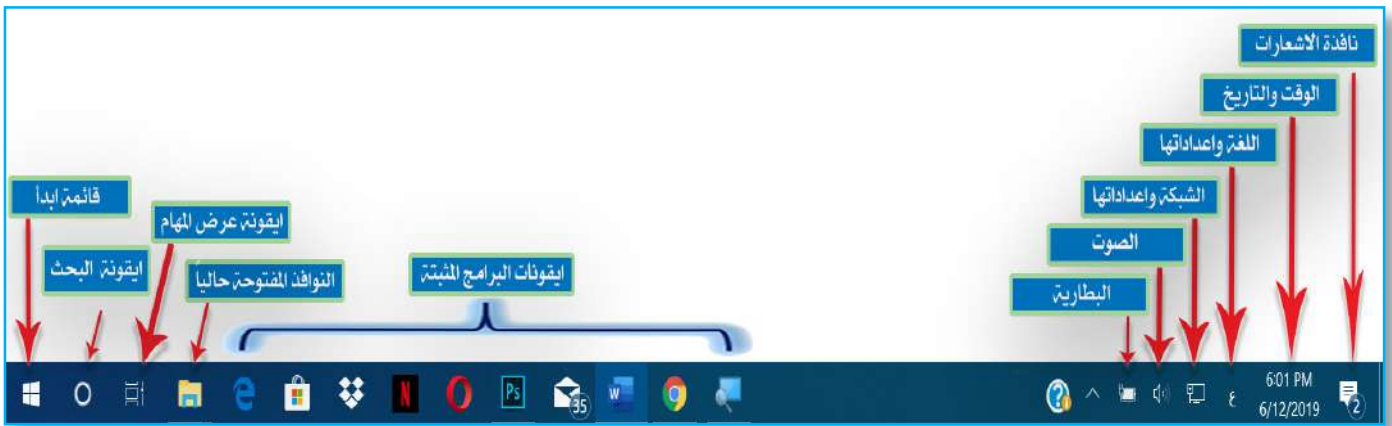 نافذة الاشعارات
الوقت والتاريخ
اللغة واعداداتها
الشبكة واعداداتها
الصوت
البطارية
ايقونات البرامج المثبتة
النوافذ المفتوحة حاليا
ايقونة عرض المهام
ايقونة البحث
قائمة ابدأ
N
Ps
35
W
?
ع
6:01 PM
6/12/2019
2